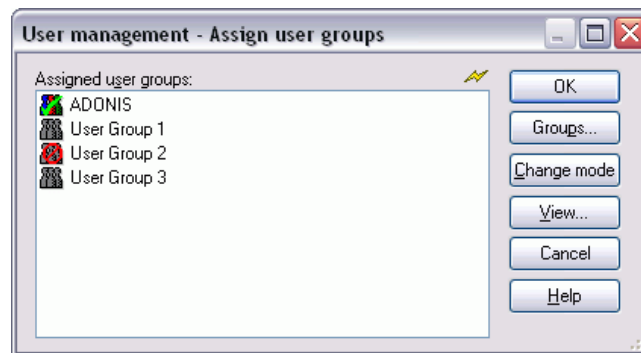 User management - Assign user groups
Assigned user groups:
ADONIS
User Group 1
User Group 2
User Group 3
OK
Groups...
Change mode
View...
Cancel
Help